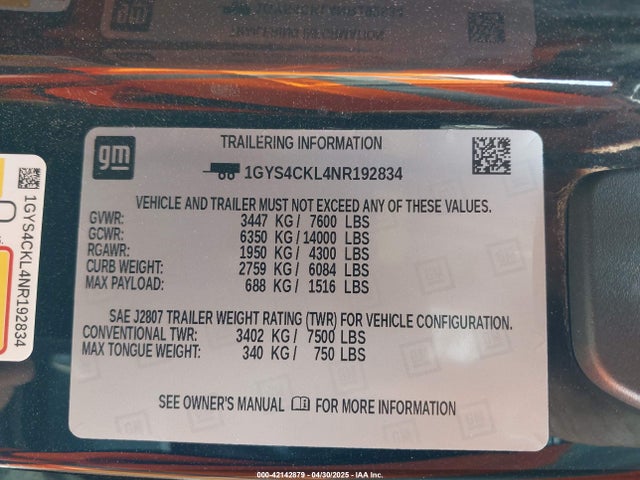 gm
TRAILERING INFORMATION
1GYS4CKL4NR192834
VEHICLE AND TRAILER MUST NOT EXCEED ANY OF THESE VALUES.
GVWR: 3447 KG / 7600 LBS
GCWR: 6350 KG / 14000 LBS
RGAWR: 1950 KG / 4300 LBS
CURB WEIGHT: 2759 KG / 6084 LBS
MAX PAYLOAD: 688 KG / 1516 LBS
SAE J2807 TRAILER WEIGHT RATING (TWR) FOR VEHICLE CONFIGURATION.
CONVENTIONAL TWR: 3402 KG / 7500 LBS
MAX TONGUE WEIGHT: 340 KG / 750 LBS
SEE OWNER'S MANUAL FOR MORE INFORMATION
1GYS4CKL4NR192834
000-42142879 - 04/30/2025 - IAA Inc.